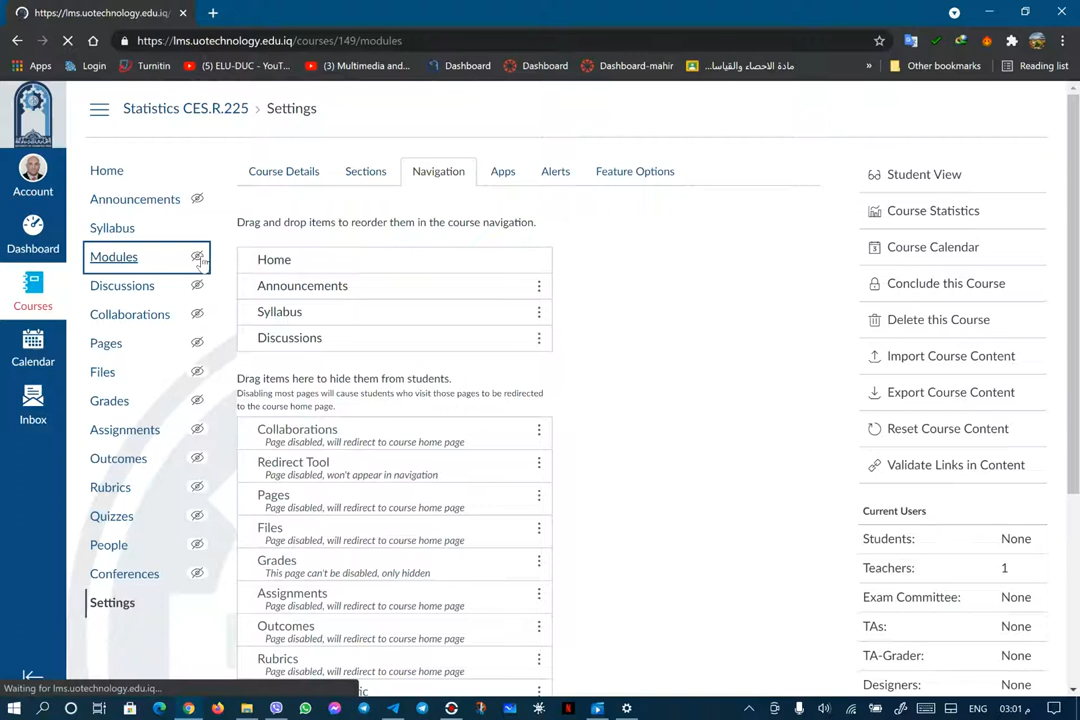 https://lms.uotechnology.edu.iq/
https://lms.uotechnology.edu.iq/courses/149/modules
Apps
Login
Turnitin
(5) ELU-DUC - YouT...
(3) Multimedia and...
Dashboard
Dashboard
Dashboard-mahir
مادة الاحصاء والقياسا...
»
Other bookmarks
Reading list
Statistics CES.R.225 > Settings
Account
Dashboard
Courses
Calendar
Inbox
Home
Announcements
Syllabus
Modules
Discussions
Collaborations
Pages
Files
Grades
Assignments
Outcomes
Rubrics
Quizzes
People
Conferences
Settings
Course Details
Sections
Navigation
Apps
Alerts
Feature Options
Drag and drop items to reorder them in the course navigation.
Home
Announcements
Syllabus
Discussions
Drag items here to hide them from students.
Disabling most pages will cause students who visit those pages to be redirected
to the course home page.
Collaborations
Page disabled, will redirect to course home page
Redirect Tool
Page disabled, won't appear in navigation
Pages
Page disabled, will redirect to course home page
Files
Page disabled, will redirect to course home page
Grades
This page can't be disabled, only hidden
Assignments
Page disabled, will redirect to course home page
Outcomes
Page disabled, will redirect to course home page
Rubrics
Page disabled, will redirect to course home page
Student View
Course Statistics
Course Calendar
Conclude this Course
Delete this Course
Import Course Content
Export Course Content
Reset Course Content
Validate Links in Content
Current Users
Students: None
Teachers: 1
Exam Committee: None
TAs: None
TA-Grader: None
Designers: None
Waiting for lms.uotechnology.edu.iq...
ENG
م 03:01